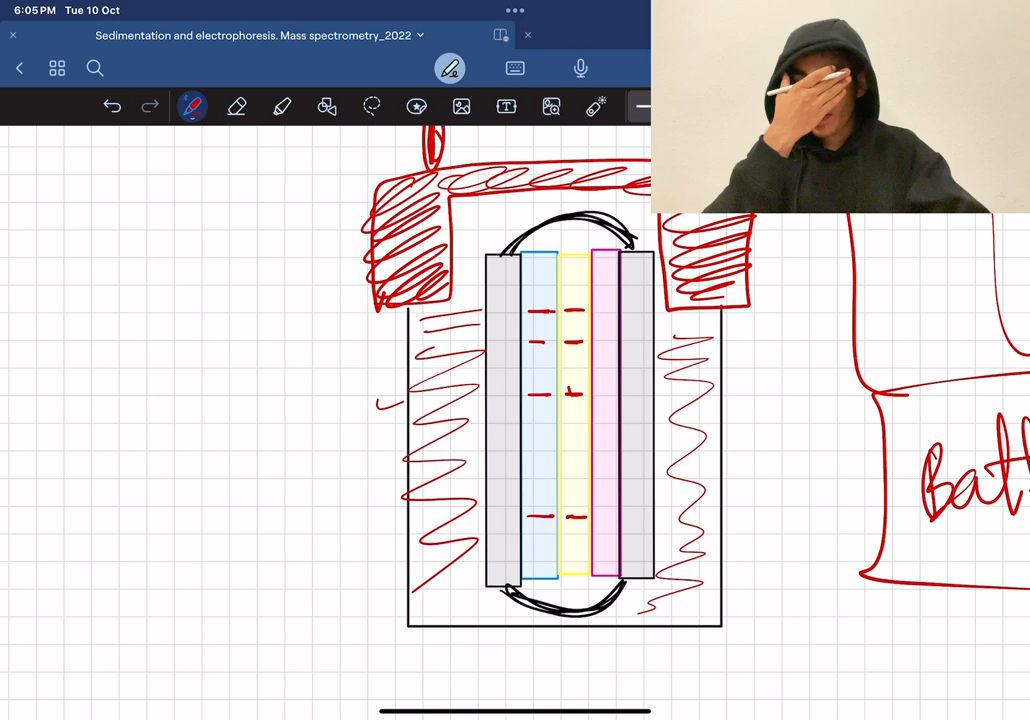 6:05 PM Tue 10 Oct
Sedimentation and electrophoresis. Mass spectrometry_2022
T